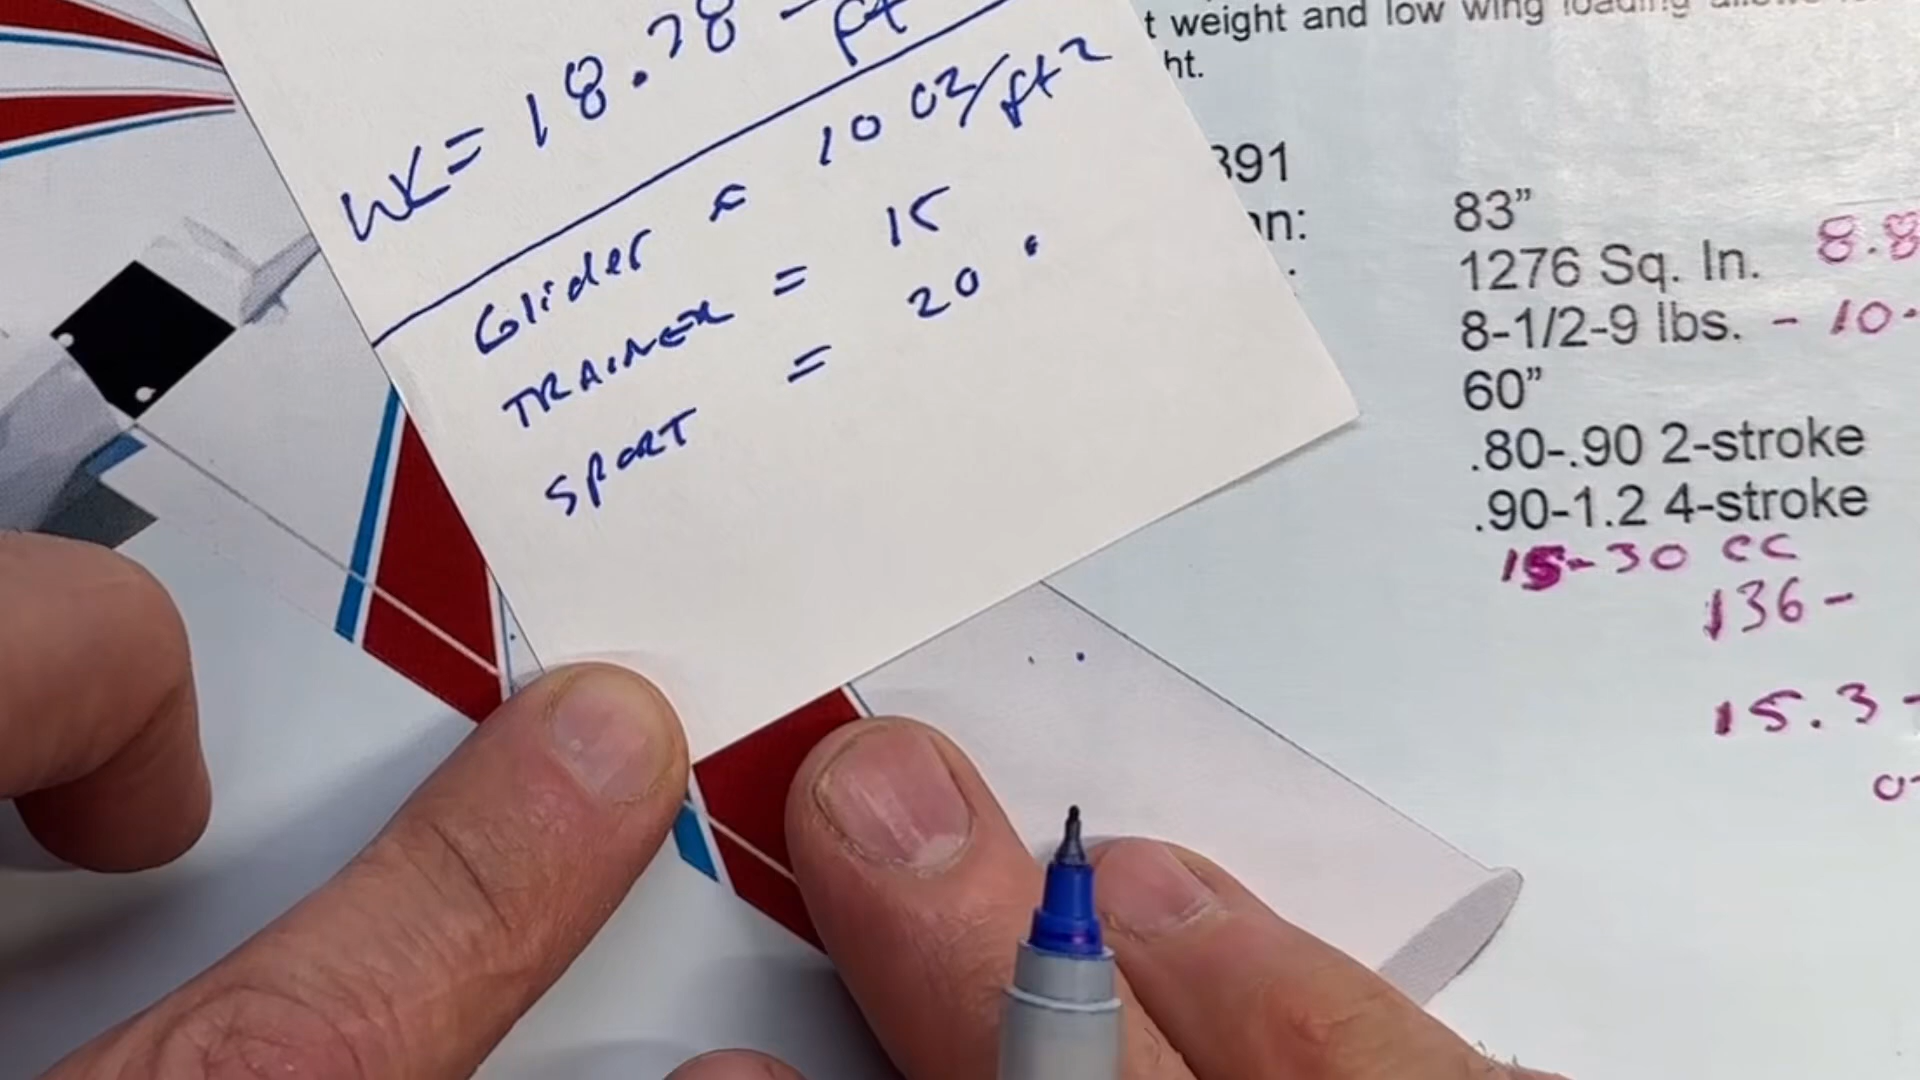 WK = 18.78
ft
Glider < 10 oz/ft²
TRAINER = 15
SPORT = 20
t weight and low wing loading
ht.
391
n:
83”
1276 Sq. In. 8.8
8-1/2-9 lbs. - 10.
60”
.80-.90 2-stroke
.90-1.2 4-stroke
15-30 cc
136 -
15.3 -